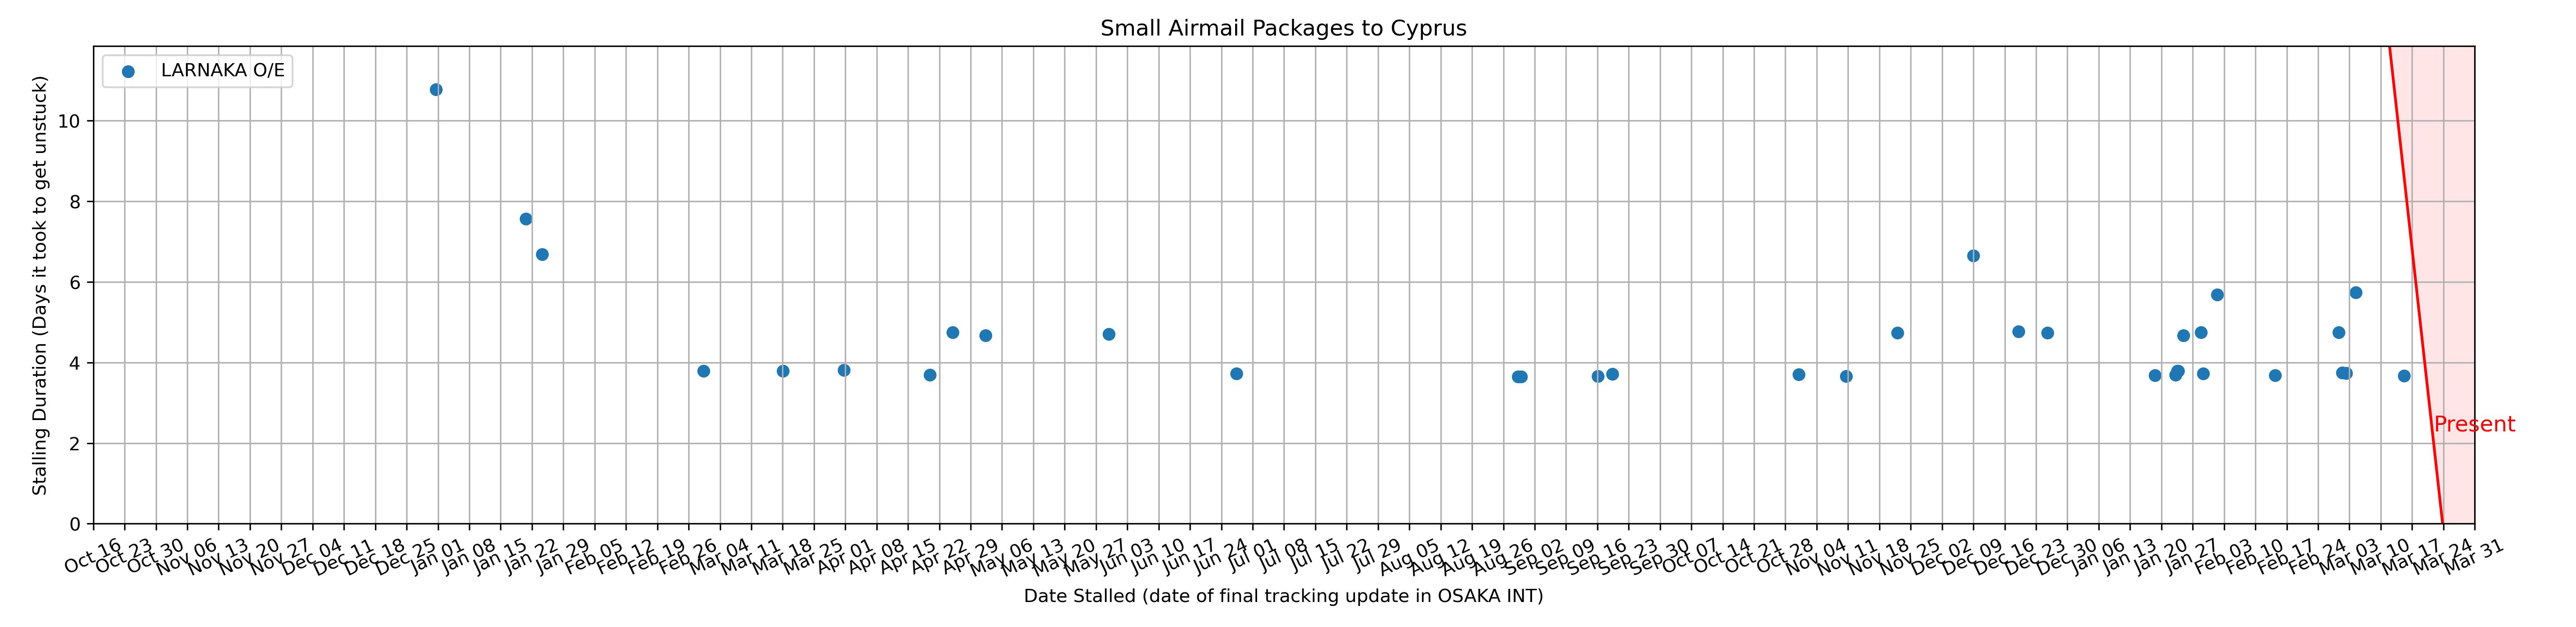 Small Airmail Packages to Cyprus
LARNAKA O/E
Stalling Duration (Days it took to get unstuck)
10
8
6
4
2
0
Present
Oct 16 Oct 23 Oct 30 Nov 06 Nov 13 Nov 20 Nov 27 Dec 04 Dec 11 Dec 18 Dec 25 Jan 01 Jan 08 Jan 15 Jan 22 Jan 29 Feb 05 Feb 12 Feb 19 Feb 26 Mar 04 Mar 11 Mar 18 Mar 25 Apr 01 Apr 08 Apr 15 Apr 22 Apr 29 May 06 May 13 May 20 May 27 Jun 03 Jun 10 Jun 17 Jun 24 Jul 01 Jul 08 Jul 15 Jul 22 Jul 29 Aug 05 Aug 12 Aug 19 Aug 26 Sep 02 Sep 09 Sep 16 Sep 23 Sep 30 Oct 07 Oct 14 Oct 21 Oct 28 Nov 04 Nov 11 Nov 18 Nov 25 Dec 02 Dec 09 Dec 16 Dec 23 Dec 30 Jan 06 Jan 13 Jan 20 Jan 27 Feb 03 Feb 10 Feb 17 Feb 24 Mar 03 Mar 10 Mar 17 Mar 24 Mar 31
Date Stalled (date of final tracking update in OSAKA INT)